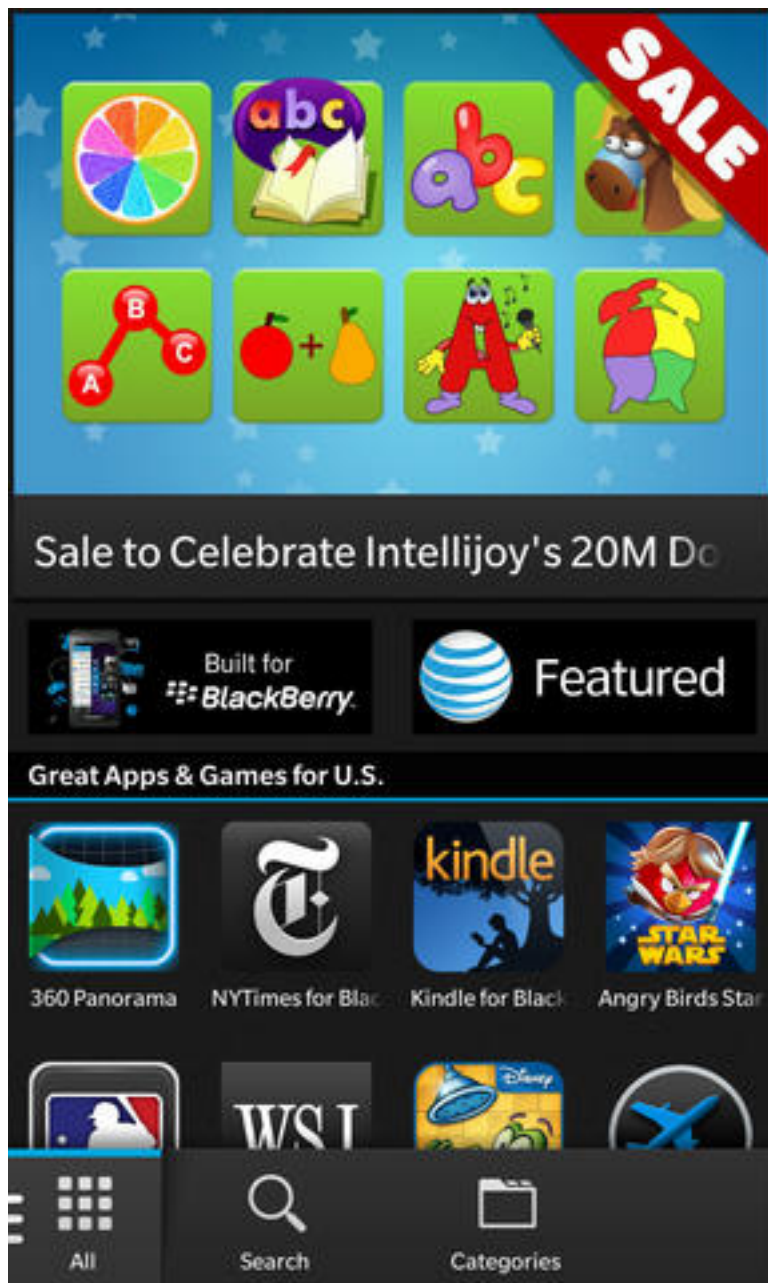 SALE
abc
abc
A
B
C
A
Sale to Celebrate Intellijoy's 20M Do
Built for
BlackBerry
Featured
Great Apps & Games for U.S.
kindle
STAR
WARS
360 Panorama
NYTimes for Blac
Kindle for Black
Angry Birds Star
WSJ
Disney
All
Search
Categories